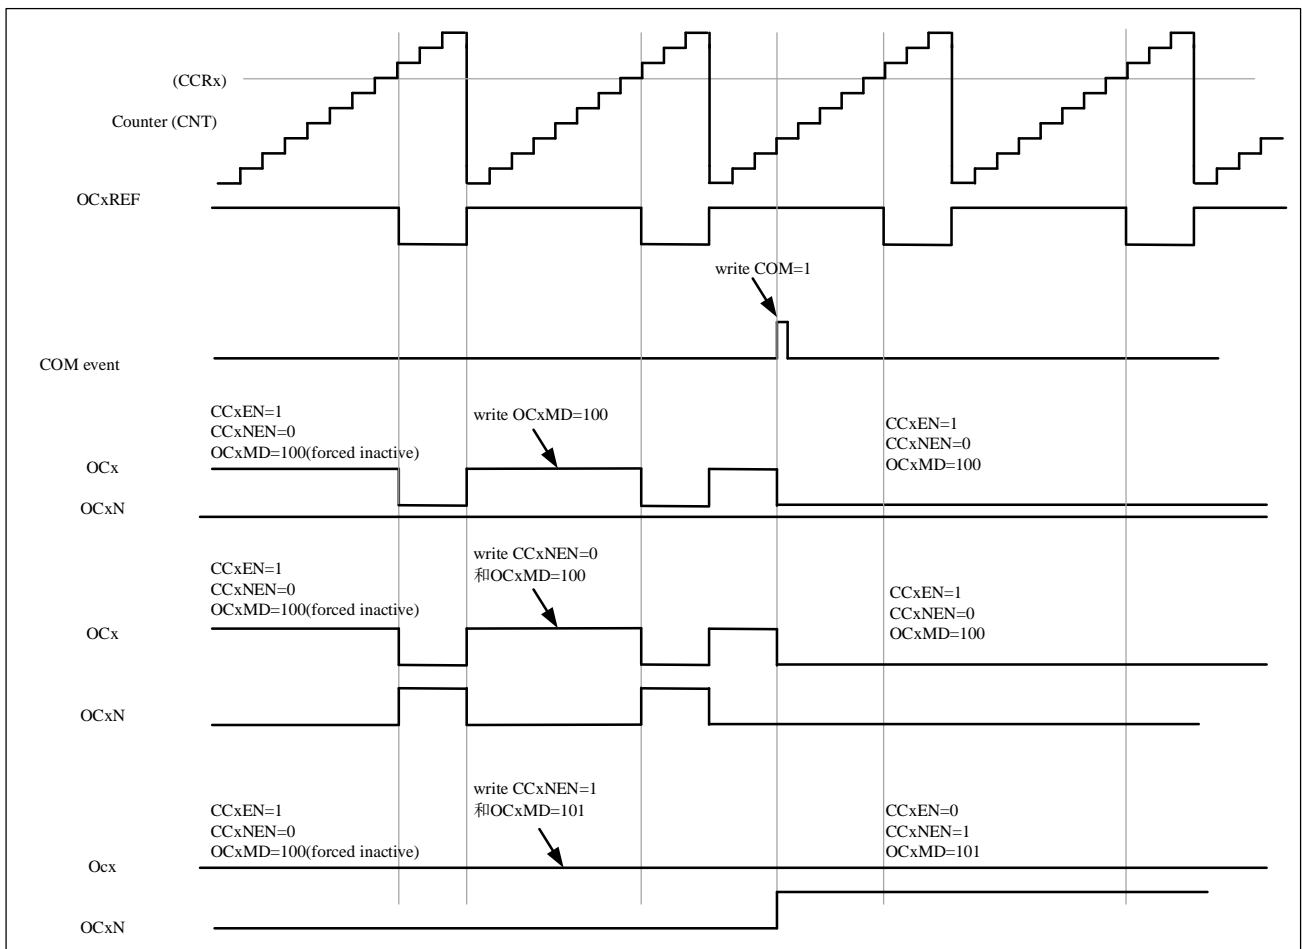 (CCRx)
Counter (CNT)
OCxREF
write COM=1
COM event
CCxEN=1
CCxNEN=0
OCxMD=100(forced inactive)
write OCxMD=100
CCxEN=1
CCxNEN=0
OCxMD=100
OCx
OCxN
CCxEN=1
CCxNEN=0
OCxMD=100(forced inactive)
write CCxNEN=0
和OCxMD=100
CCxEN=1
CCxNEN=0
OCxMD=100
OCx
OCxN
CCxEN=1
CCxNEN=0
OCxMD=100(forced inactive)
write CCxNEN=1
和OCxMD=101
CCxEN=0
CCxNEN=1
OCxMD=101
Ocx
OCxN